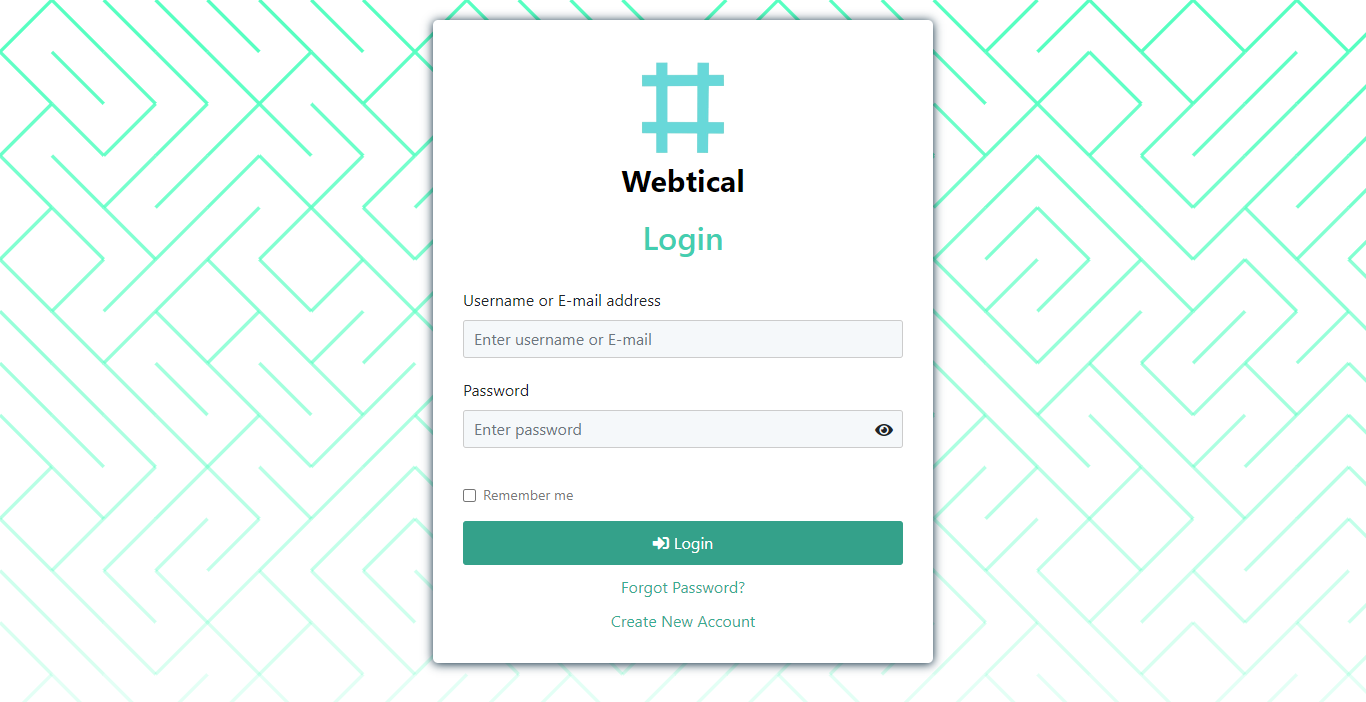 Webtical
Login
Username or E-mail address
Enter username or E-mail
Password
Enter password
Remember me
Login
Forgot Password?
Create New Account